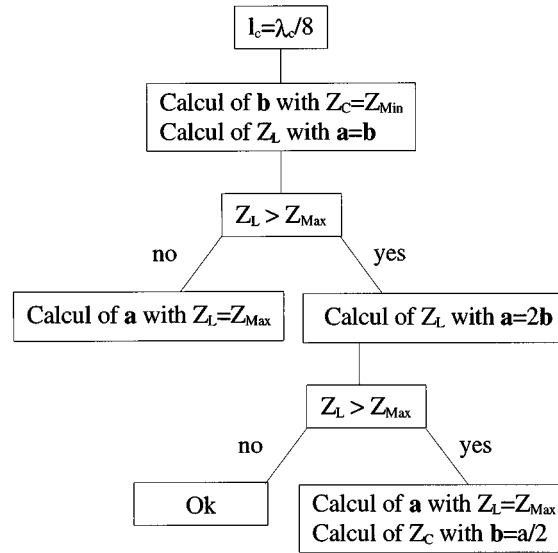 l_c=λ_c/8
Calcul of b with Z_C=Z_Min
Calcul of Z_L with a=b
Z_L > Z_Max
no
yes
Calcul of a with Z_L=Z_Max
Calcul of Z_L with a=2b
Z_L > Z_Max
no
yes
Ok
Calcul of a with Z_L=Z_Max
Calcul of Z_C with b=a/2